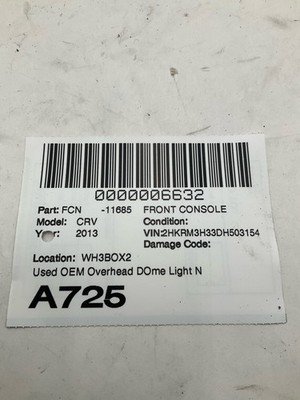 0000006632
Part: FCN -11685 FRONT CONSOLE
Model: CRV Condition:
Year: 2013 VIN:2HKRM3H33DH503154
Damage Code:
Location: WH3BOX2
Used OEM Overhead DOme Light N
A725